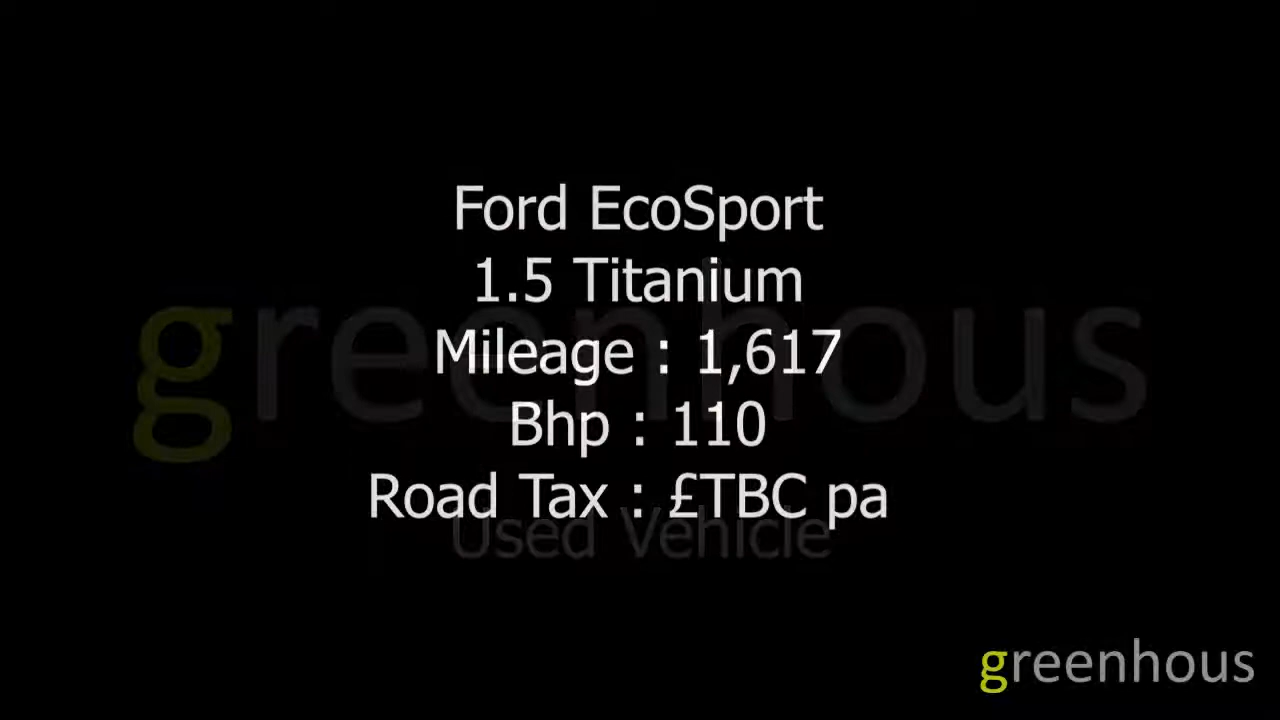 Ford EcoSport
1.5 Titanium
greenhous
Mileage : 1,617
Bhp : 110
Road Tax : £TBC pa
Used Vehicle
greenhous